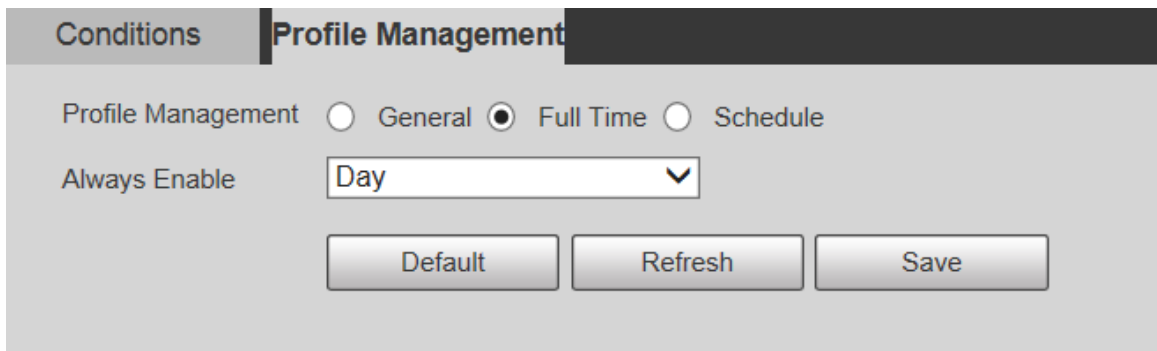 Conditions Profile Management
Profile Management General Full Time Schedule
Always Enable Day
Default Refresh Save